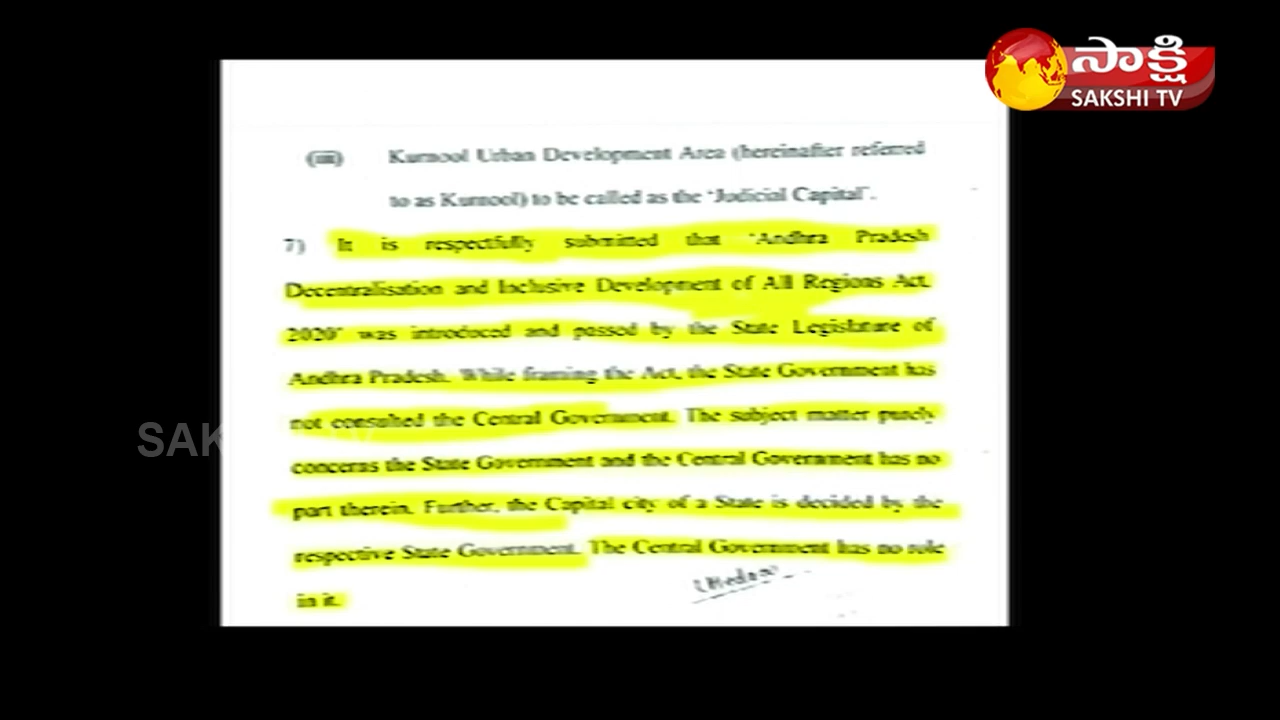 సాక్షి
SAKSHI TV
(iii) Kurnool Urban Development Area (hereinafter referred
to as Kurnool) to be called as the 'Judicial Capital'.
7) It is respectfully submitted that 'Andhra Pradesh
Decentralisation and Inclusive Development of All Regions Act,
2020' was introduced and passed by the State Legislature of
Andhra Pradesh. While framing the Act, the State Government has
not consulted the Central Government. The subject matter purely
concerns the State Government and the Central Government has no
part therein. Further, the Capital city of a State is decided by the
respective State Government. The Central Government has no role
in it.
SAK